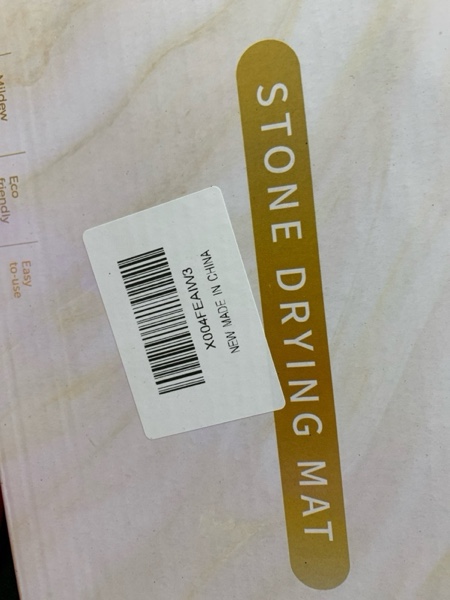 STONE DRYING MAT
X004FEAIW3
NEW MADE IN CHINA
Mildew
Eco
friendly
Easy
to-use